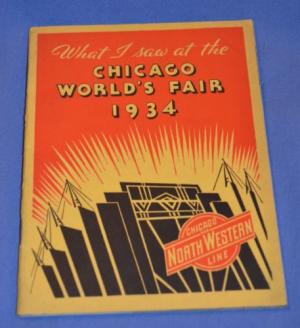 What I saw at the
CHICAGO
WORLD'S FAIR
1934
CHICAGO
NORTH WESTERN
LINE